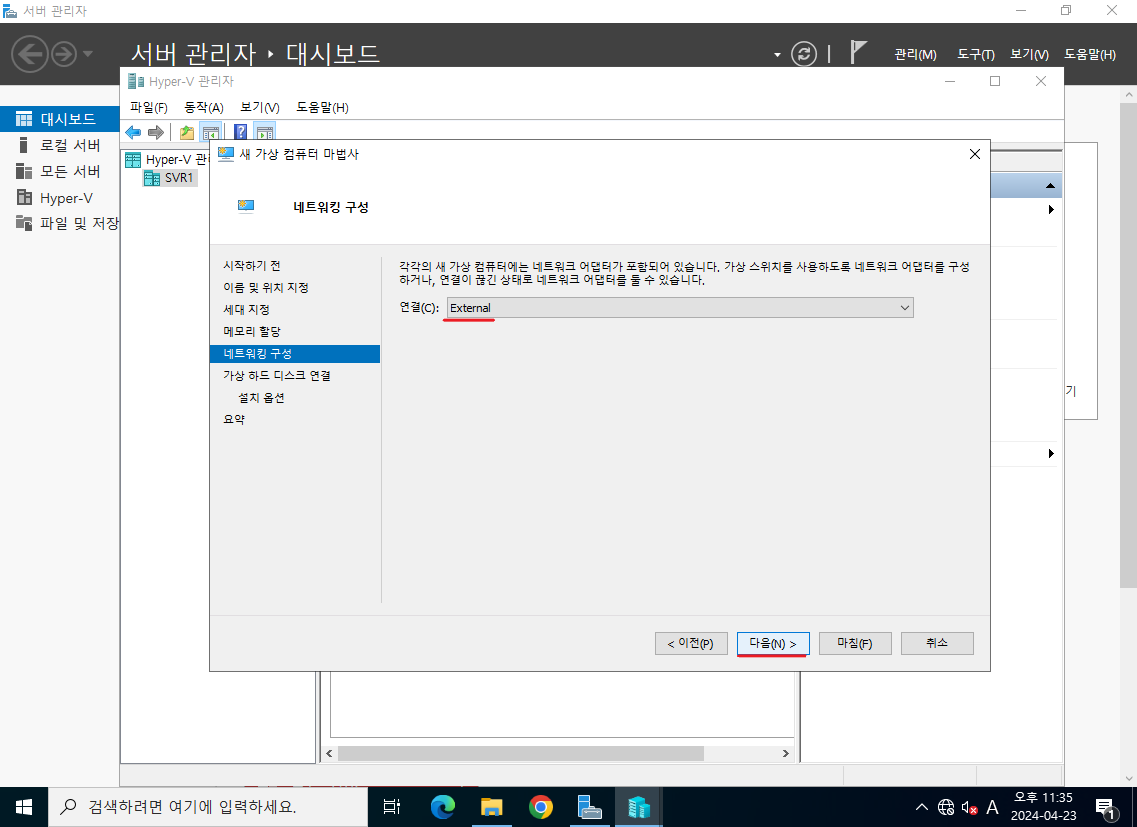 서버 관리자
서버 관리자 ▸ 대시보드
관리(M) 도구(T) 보기(V) 도움말(H)
Hyper-V 관리자
파일(F) 동작(A) 보기(V) 도움말(H)
대시보드
로컬 서버
모든 서버
Hyper-V
파일 및 저장
Hyper-V 관
SVR1
새 가상 컴퓨터 마법사
네트워킹 구성
시작하기 전
이름 및 위치 지정
세대 지정
메모리 할당
네트워킹 구성
가상 하드 디스크 연결
설치 옵션
요약
각각의 새 가상 컴퓨터에는 네트워크 어댑터가 포함되어 있습니다. 가상 스위치를 사용하도록 네트워크 어댑터를 구성
하거나, 연결이 끊긴 상태로 네트워크 어댑터를 둘 수 있습니다.
연결(C): External
기
< 이전(P) 다음(N) > 마침(F) 취소
검색하려면 여기에 입력하세요.
A
오후 11:35
2024-04-23
1